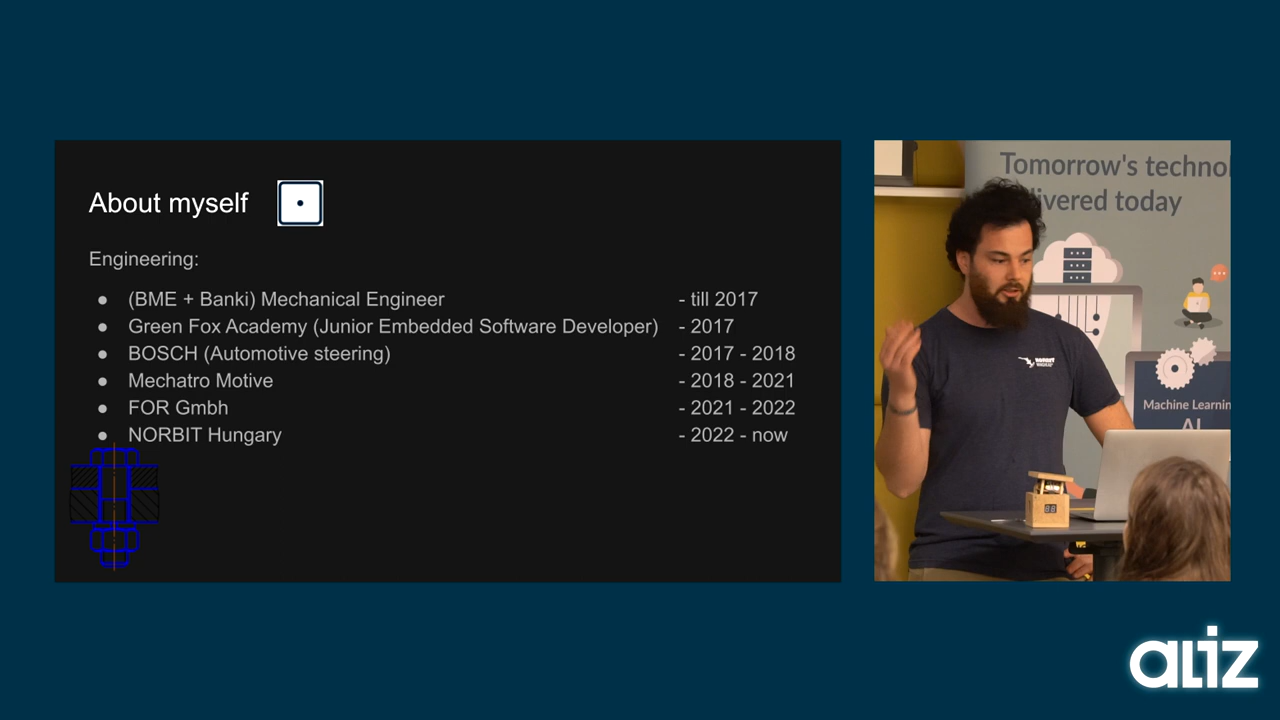 About myself
Engineering:
● (BME + Banki) Mechanical Engineer - till 2017
● Green Fox Academy (Junior Embedded Software Developer) - 2017
● BOSCH (Automotive steering) - 2017 - 2018
● Mechatro Motive - 2018 - 2021
● FOR Gmbh - 2021 - 2022
● NORBIT Hungary - 2022 - now
Tomorrow's techno
ivered today
Machine Learnin
AI
NORBIT
aLiz